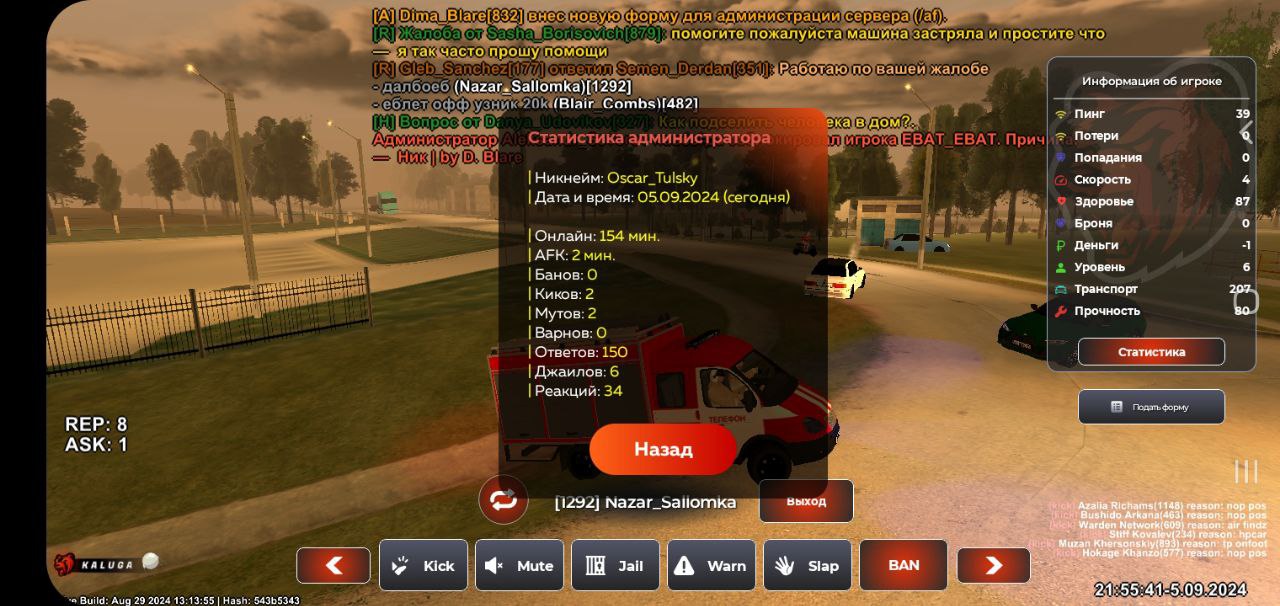 [A] Dima_Blare[832] внес новую форму для администрации сервера (/af).
[R] Жалоба от Sasha_Borisovich[879]: помогите пожалуйста машина застряла и простите что
— я так часто прошу помощи
[R] Gleb_Sanchez[177] ответил Semen_Derdan[351]: Работаю по вашей жалобе
- далбоеб (Nazar_Sallomka)[1292]
- еблет офф узник 20k (Blair_Combs)[482]
[H] Вопрос от Danya_Udovikov[327]: Как подселить человека в дом?.
Администратор игрока EBAT_EBAT. Прич
— Ник | by D. Blare
Статистика администратора
Никнейм: Oscar_Tulsky
Дата и время: 05.09.2024 (сегодня)
Онлайн: 154 мин.
AFK: 2 мин.
Банов: 0
Киков: 2
Мутов: 2
Варнов: 0
Ответов: 150
Джаилов: 6
Реакций: 34
Назад
Информация об игроке
Пинг 39
Потери 0
Попадания 0
Скорость 4
Здоровье 87
Броня 0
Деньги -1
Уровень 6
Транспорт 207
Прочность 80
Статистика
Подать форму
REP: 8
ASK: 1
ТЕЛЕФОН
[1292] Nazar_Sallomka
Выход
(kick) Azalia Richams(1148) reason: nop pos
(kick) Bushido Arkana(463) reason: nop pos
(kick) Warden Network(609) reason: air findz
(kick) Stiff Kovalev(234) reason: hpcar
(kick) Muzan Khersonskiy(893) reason: tp ontoof
(kick) Hokage Khanzo(577) reason: nop pos
KALUGA
Kick
Mute
Jail
Warn
Slap
BAN
21:55:41-5.09.2024
Build: Aug 29 2024 13:13:55 | Hash: 543b5343